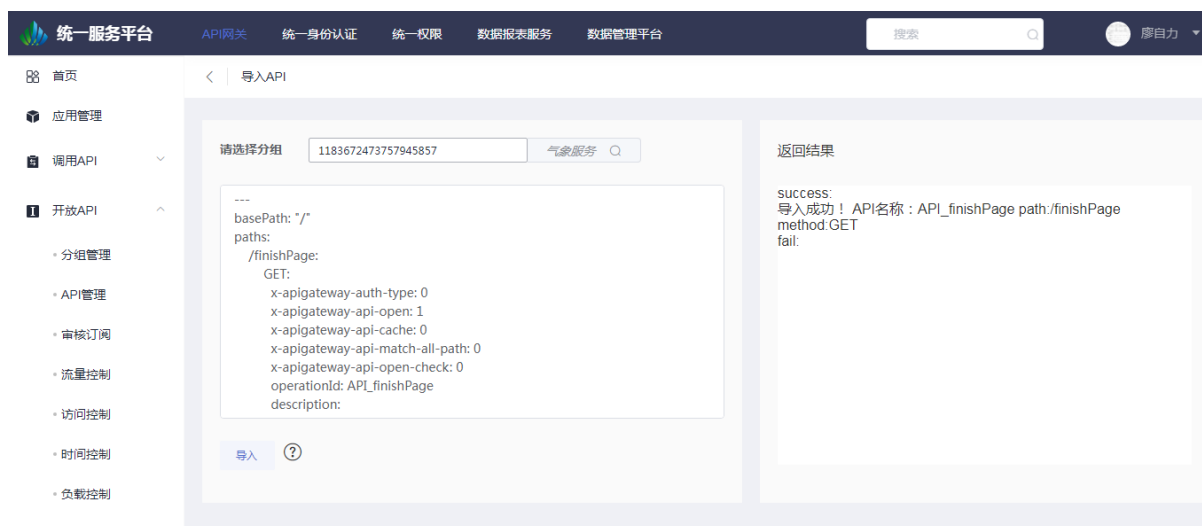 统一服务平台
API网关 统一身份认证 统一权限 数据报表服务 数据管理平台
搜索
廖自力
首页
应用管理
调用API
开放API
分组管理
API管理
审核订阅
流量控制
访问控制
时间控制
负载控制
导入API
请选择分组 1183672473757945857 气象服务
---
basePath: "/"
paths:
/finishPage:
GET:
x-apigateway-auth-type: 0
x-apigateway-api-open: 1
x-apigateway-api-cache: 0
x-apigateway-api-match-all-path: 0
x-apigateway-api-open-check: 0
operationId: API_finishPage
description:
导入 ?
返回结果
success:
导入成功！ API名称：API_finishPage path:/finishPage
method:GET
fail: